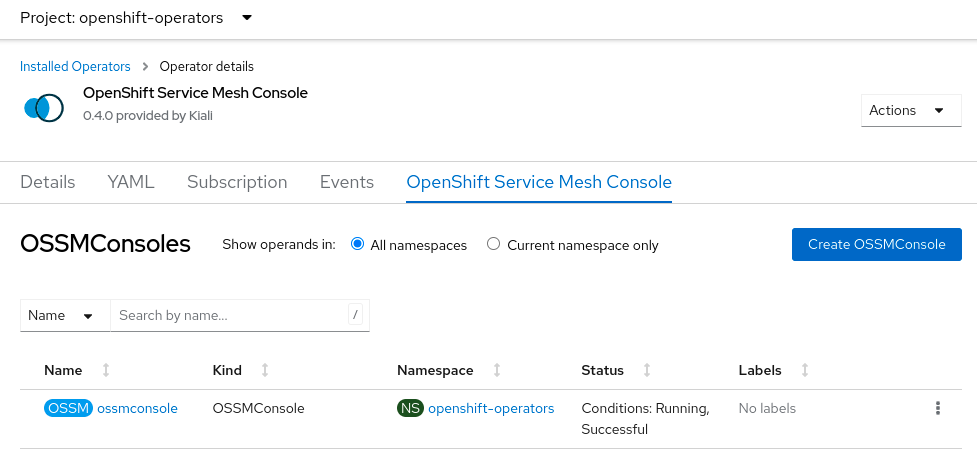 Project: openshift-operators
Installed Operators > Operator details
OpenShift Service Mesh Console
0.4.0 provided by Kiali
Actions
Details YAML Subscription Events OpenShift Service Mesh Console
OSSMConsoles Show operands in: All namespaces Current namespace only Create OSSMConsole
Name Search by name... /
Name Kind Namespace Status Labels
OSSM ossmconsole OSSMConsole NS openshift-operators Conditions: Running, No labels
Successful